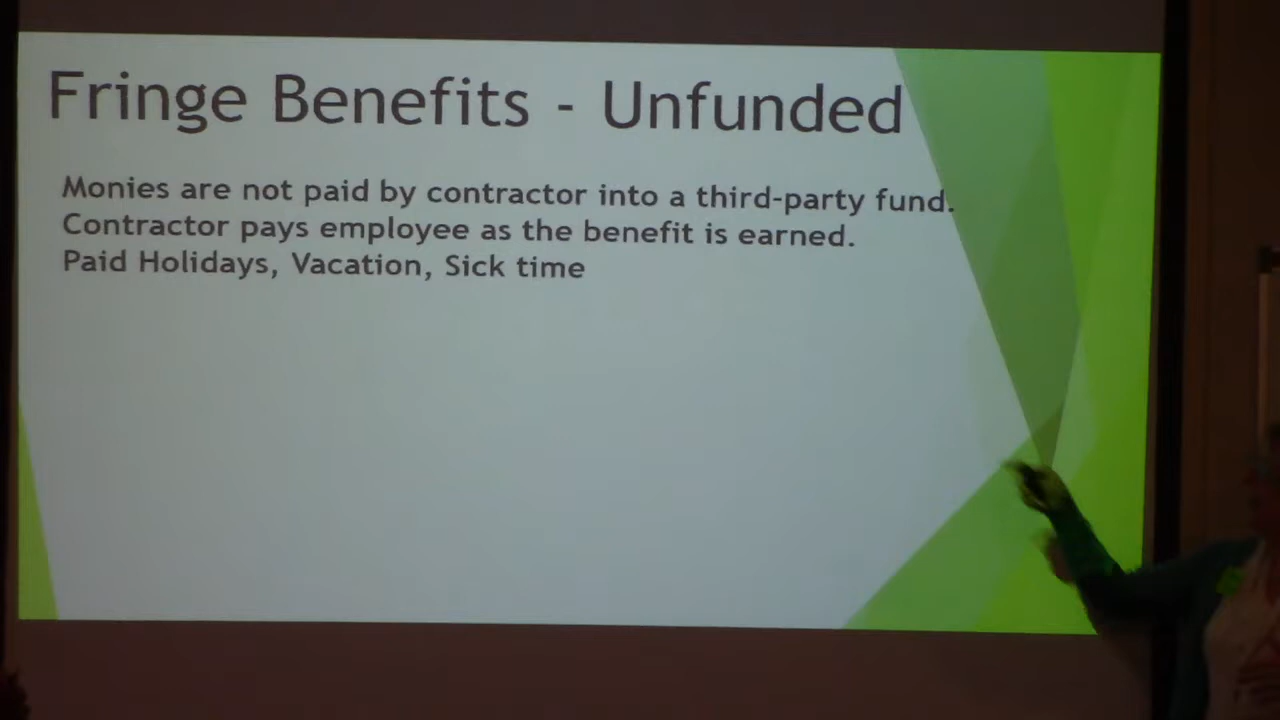 Fringe Benefits - Unfunded
Monies are not paid by contractor into a third-party fund.
Contractor pays employee as the benefit is earned.
Paid Holidays, Vacation, Sick time